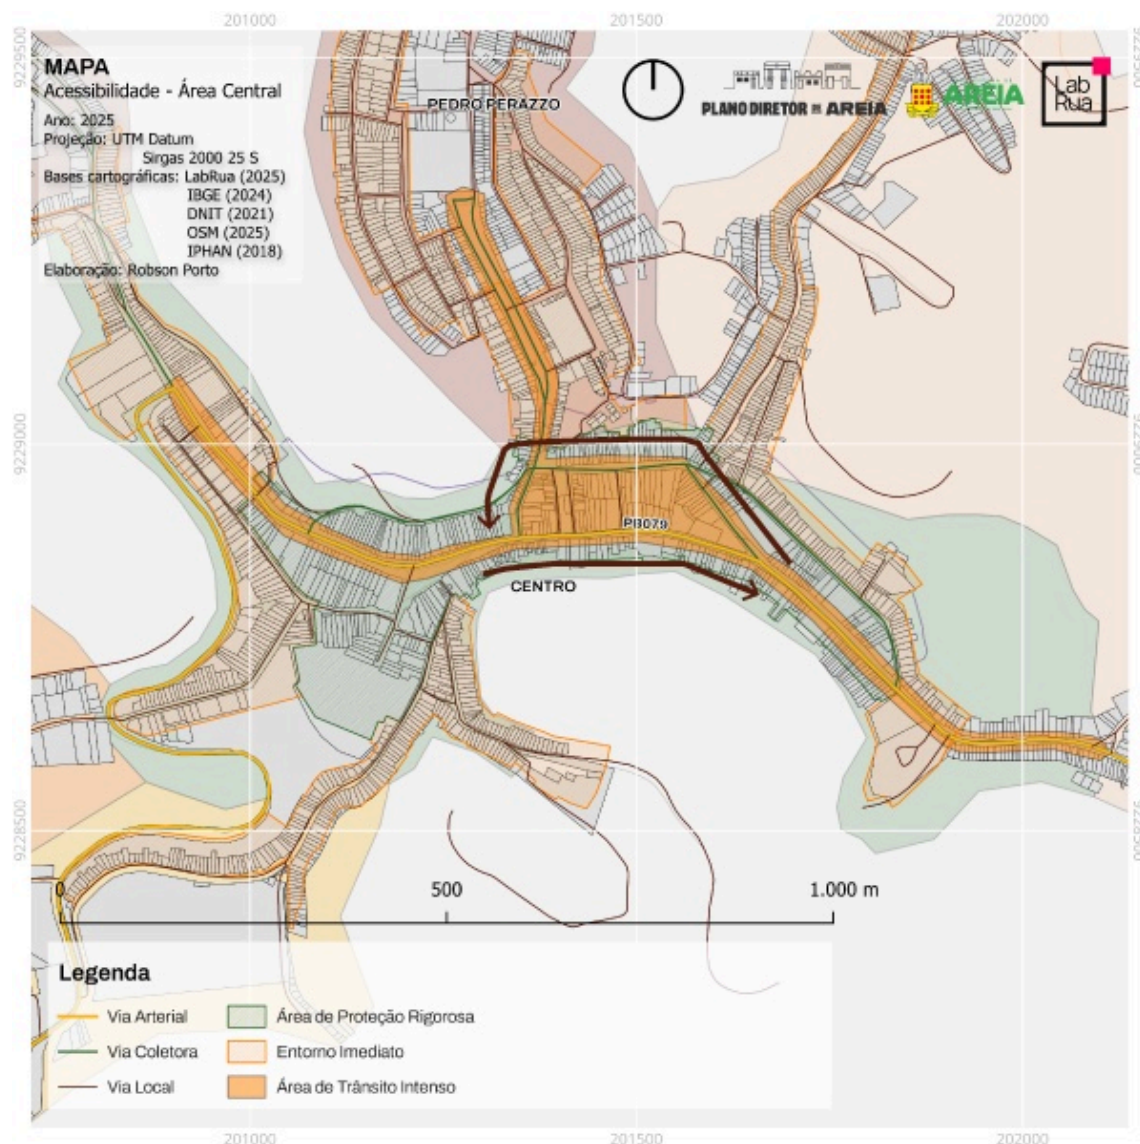 201000
201500
202000
9229500
MAPA
Acessibilidade - Área Central
Ano: 2025
Projeção: UTM Datum
Sirgas 2000 25 S
Bases cartográficas: LabRua (2025)
IBGE (2024)
DNIT (2021)
OSM (2025)
IPHAN (2018)
Elaboração: Robson Porto
PEDRO PERAZZO
PLANO DIRETOR DE AREIA
AREIA
Lab
Rua
9229000
9229000
PB079
CENTRO
9228500
9228500
0
500
1.000 m
Legenda
Via Arterial
Via Coletora
Via Local
Área de Proteção Rigorosa
Entorno Imediato
Área de Trânsito Intenso
201000
201500
202000